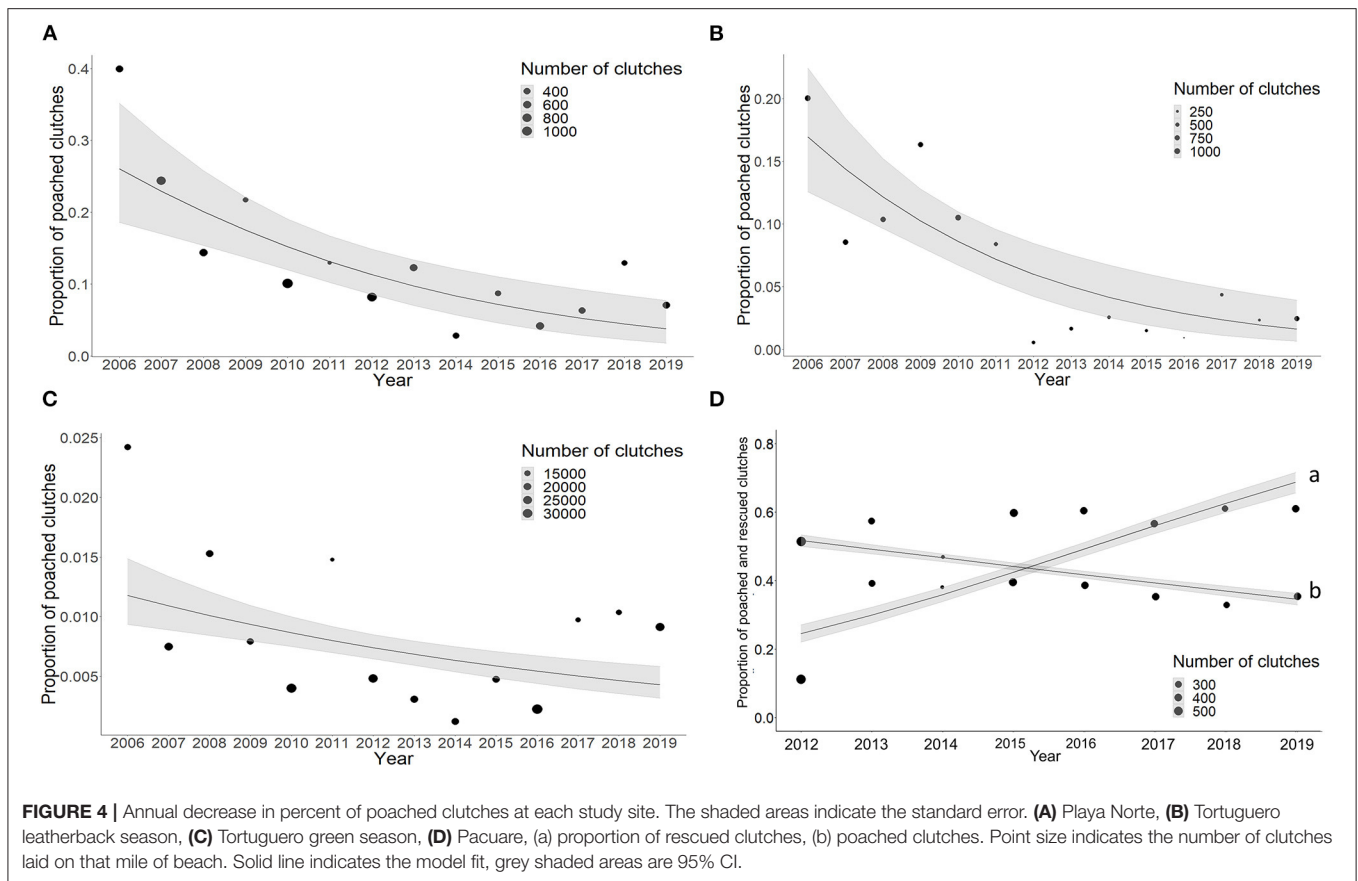 A
Proportion of poached clutches
0.4
0.3
0.2
0.1
0.0
Number of clutches
400
600
800
1000
2006 2007 2008 2009 2010 2011 2012 2013 2014 2015 2016 2017 2018 2019
Year
B
Proportion of poached clutches
0.20
0.15
0.10
0.05
0.00
Number of clutches
250
500
750
1000
2006 2007 2008 2009 2010 2011 2012 2013 2014 2015 2016 2017 2018 2019
Year
C
Proportion of poached clutches
0.025
0.020
0.015
0.010
0.005
Number of clutches
15000
20000
25000
30000
2006 2007 2008 2009 2010 2011 2012 2013 2014 2015 2016 2017 2018 2019
Year
D
Proportion of poached and rescued clutches
0.8
0.6
0.4
0.2
0.0
a
b
Number of clutches
300
400
500
2012 2013 2014 2015 2016 2017 2018 2019
Year
FIGURE 4 | Annual decrease in percent of poached clutches at each study site. The shaded areas indicate the standard error. (A) Playa Norte, (B) Tortuguero
leatherback season, (C) Tortuguero green season, (D) Pacuare, (a) proportion of rescued clutches, (b) poached clutches. Point size indicates the number of clutches
laid on that mile of beach. Solid line indicates the model fit, grey shaded areas are 95% CI.